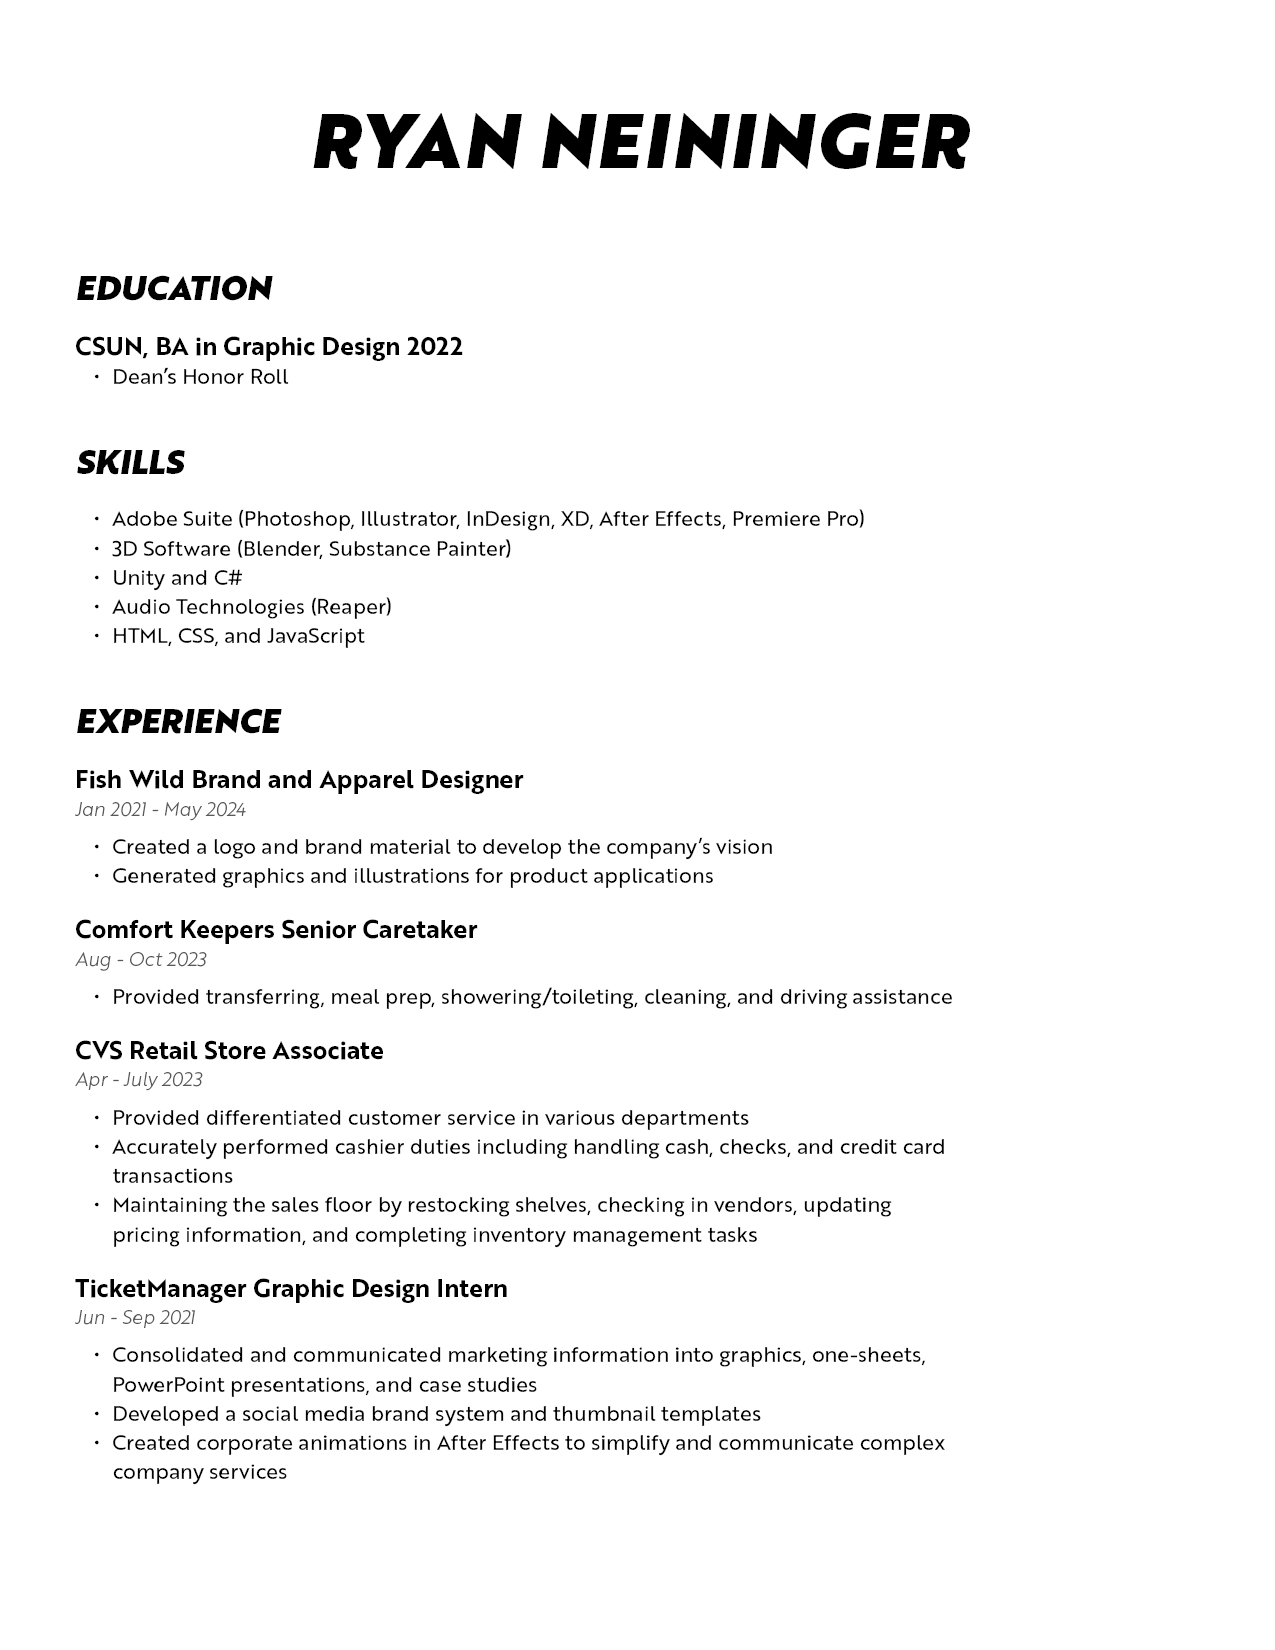 RYAN NEININGER
EDUCATION
CSUN, BA in Graphic Design 2022
• Dean’s Honor Roll
SKILLS
• Adobe Suite (Photoshop, Illustrator, InDesign, XD, After Effects, Premiere Pro)
• 3D Software (Blender, Substance Painter)
• Unity and C#
• Audio Technologies (Reaper)
• HTML, CSS, and JavaScript
EXPERIENCE
Fish Wild Brand and Apparel Designer
Jan 2021 - May 2024
• Created a logo and brand material to develop the company’s vision
• Generated graphics and illustrations for product applications
Comfort Keepers Senior Caretaker
Aug - Oct 2023
• Provided transferring, meal prep, showering/toileting, cleaning, and driving assistance
CVS Retail Store Associate
Apr - July 2023
• Provided differentiated customer service in various departments
• Accurately performed cashier duties including handling cash, checks, and credit card
transactions
• Maintaining the sales floor by restocking shelves, checking in vendors, updating
pricing information, and completing inventory management tasks
TicketManager Graphic Design Intern
Jun - Sep 2021
• Consolidated and communicated marketing information into graphics, one-sheets,
PowerPoint presentations, and case studies
• Developed a social media brand system and thumbnail templates
• Created corporate animations in After Effects to simplify and communicate complex
company services